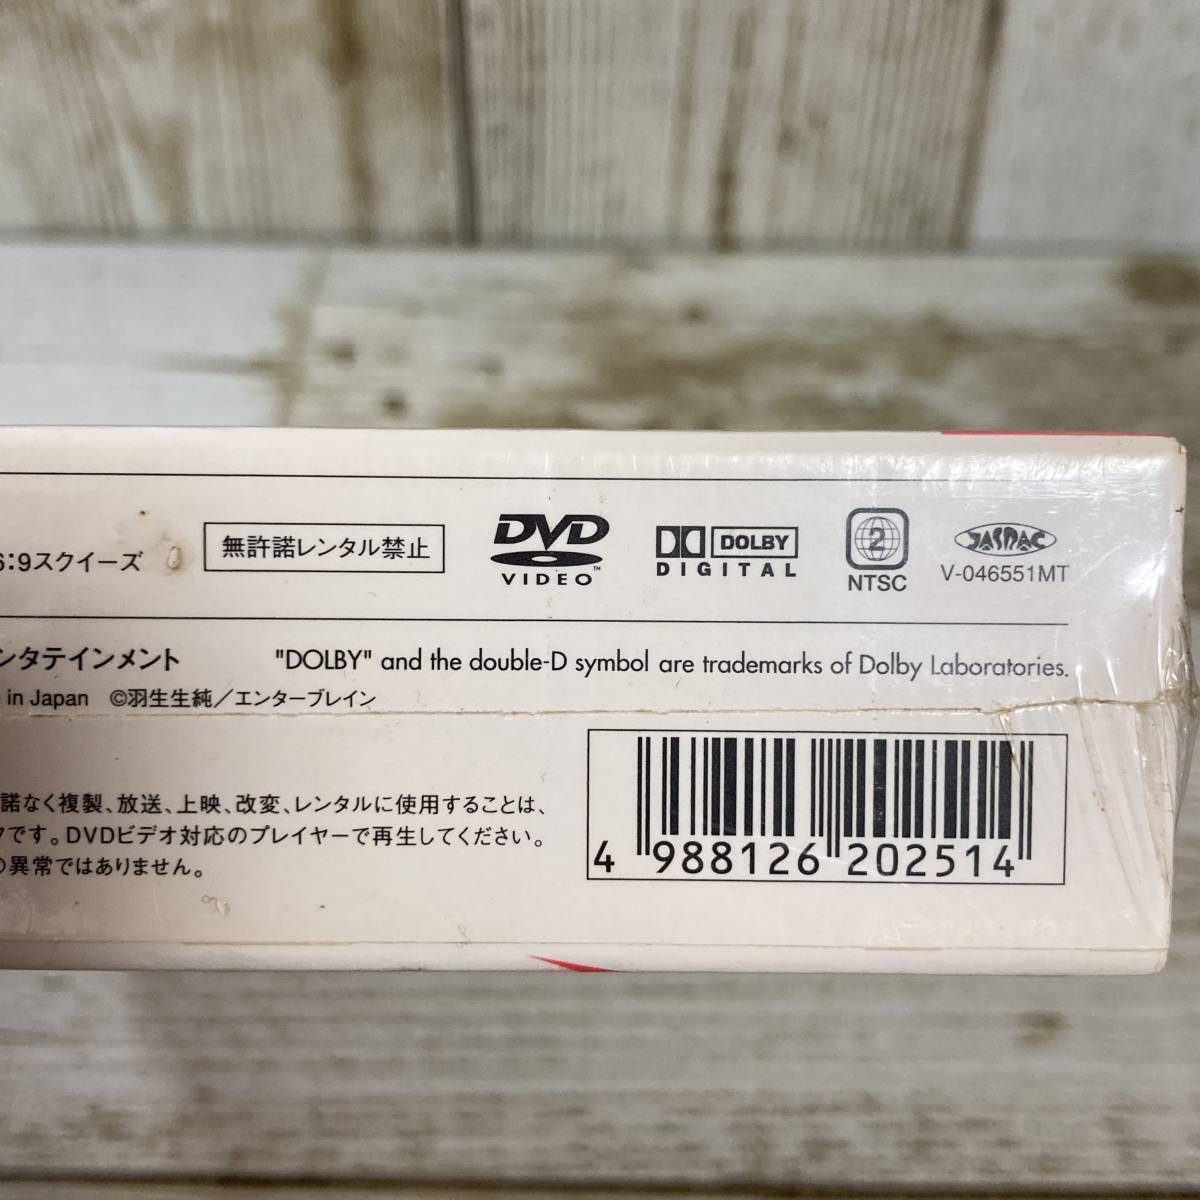 6:9スクイーズ
無許諾レンタル禁止
DVD
VIDEO™
DOLBY
DIGITAL
2
NTSC
JASRAC
V-046551MT
ンタテインメント
"DOLBY" and the double-D symbol are trademarks of Dolby Laboratories.
in Japan ©羽生生純／エンターブレイン
諾なく複製、放送、上映、改変、レンタルに使用することは、
です。DVDビデオ対応のプレイヤーで再生してください。
異常ではありません。
4 988126 202514